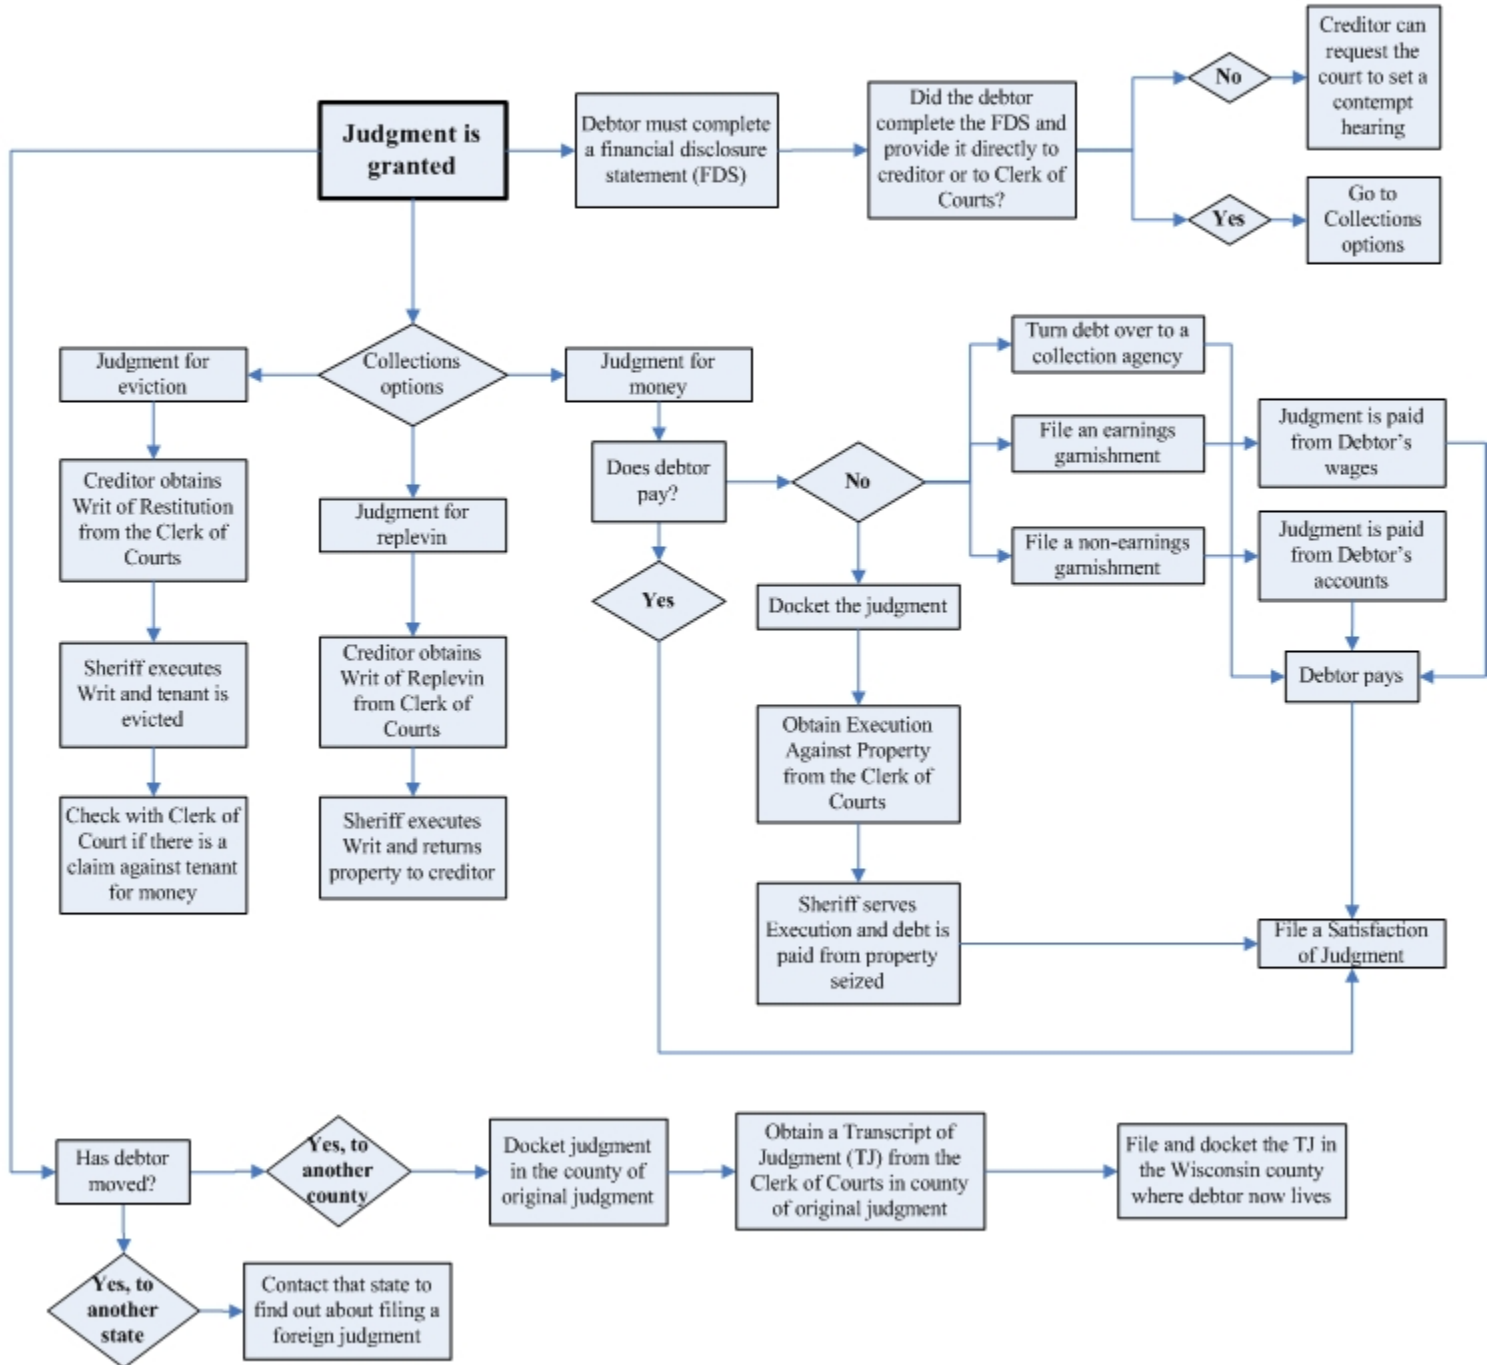 Judgment is
granted
Debtor must complete
a financial disclosure
statement (FDS)
Did the debtor
complete the FDS and
provide it directly to
creditor or to Clerk of
Courts?
No
Creditor can
request the
court to set a
contempt
hearing
Yes
Go to
Collections
options
Collections
options
Judgment for
eviction
Creditor obtains
Writ of Restitution
from the Clerk of
Courts
Sheriff executes
Writ and tenant is
evicted
Check with Clerk of
Court if there is a
claim against tenant
for money
Judgment for
replevin
Creditor obtains
Writ of Replevin
from Clerk of
Courts
Sheriff executes
Writ and returns
property to creditor
Judgment for
money
Does debtor
pay?
Yes
No
Docket the judgment
Obtain Execution
Against Property
from the Clerk of
Courts
Sheriff serves
Execution and debt is
paid from property
seized
Turn debt over to a
collection agency
File an earnings
garnishment
File a non-earnings
garnishment
Judgment is paid
from Debtor’s
wages
Judgment is paid
from Debtor’s
accounts
Debtor pays
File a Satisfaction
of Judgment
Has debtor
moved?
Yes, to
another
county
Docket judgment
in the county of
original judgment
Obtain a Transcript of
Judgment (TJ) from the
Clerk of Courts in county
of original judgment
File and docket the TJ in
the Wisconsin county
where debtor now lives
Yes, to
another
state
Contact that state to
find out about filing a
foreign judgment